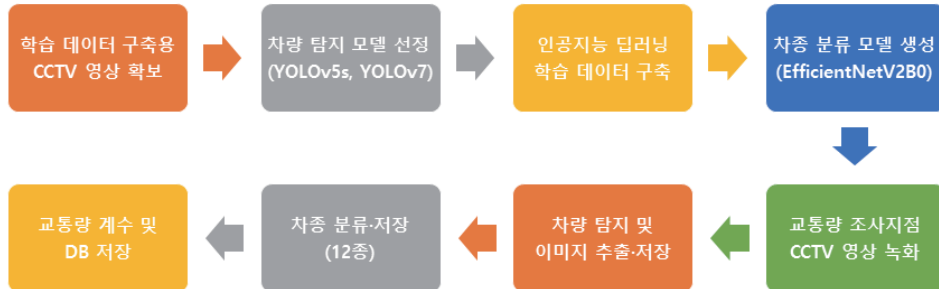 학습 데이터 구축용
CCTV 영상 확보
차량 탐지 모델 선정
(YOLOv5s, YOLOv7)
인공지능 딥러닝
학습 데이터 구축
차종 분류 모델 생성
(EfficientNetV2B0)
교통량 조사지점
CCTV 영상 녹화
차량 탐지 및
이미지 추출·저장
차종 분류·저장
(12종)
교통량 계수 및
DB 저장